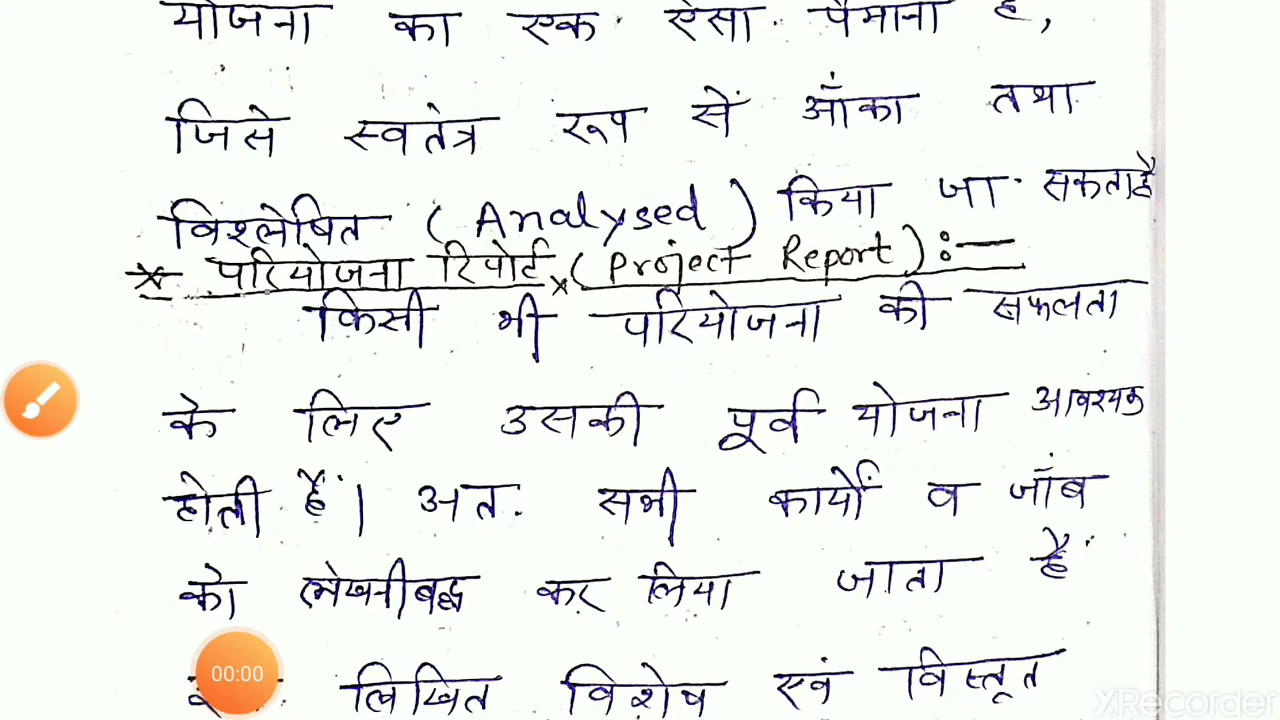 योजना का एक ऐसा पैमाना है,
जिसे स्वतंत्र रूप से आँका तथा
विश्लेषित (Analysed) किया जा सकता है
* परियोजना रिपोर्ट × (Project Report) :—
किसी भी परियोजना की सफलता
के लिए उसकी पूर्व योजना आवश्यक
होती हैं। अत. सभी कार्यों व जॉब
को लेखनीबद्ध कर लिया जाता हैं
00:00 लिखित विशेष एवं विस्तृत
XRecorder